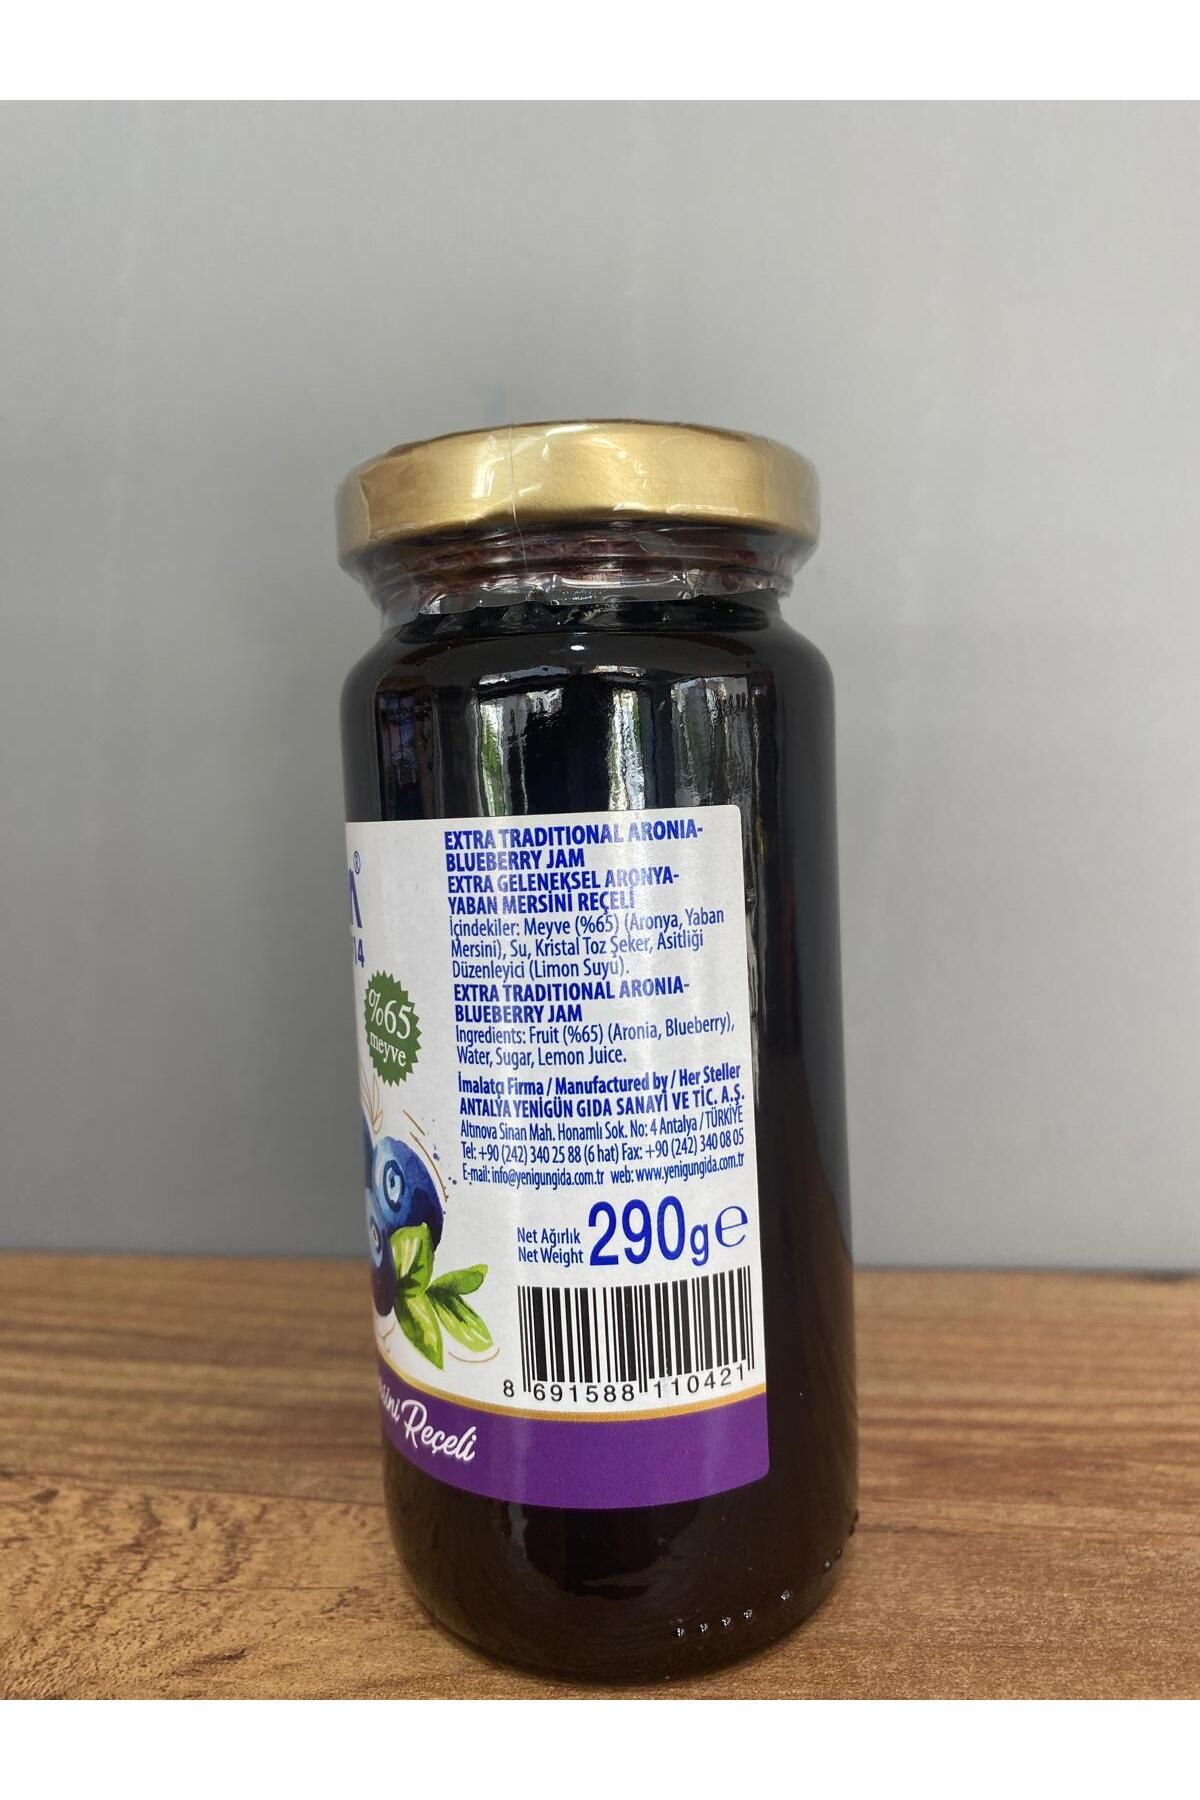 EXTRA TRADITIONAL ARONIA-
BLUEBERRY JAM
EXTRA GELENEKSEL ARONYA-
YABAN MERSİNİ REÇELİ
İçindekiler: Meyve (%65) (Aronya, Yaban
Mersini), Su, Kristal Toz Şeker, Asitliği
Düzenleyici (Limon Suyu).
EXTRA TRADITIONAL ARONIA-
BLUEBERRY JAM
Ingredients: Fruit (%65) (Aronia, Blueberry),
Water, Sugar, Lemon Juice.
İmalatçı Firma / Manufactured by / Her Steller
ANTALYA YENİGÜN GIDA SANAYİ VE TİC. A.Ş.
Altınova Sinan Mah. Honamlı Sok. No: 4 Antalya / TÜRKİYE
Tel: +90 (242) 340 25 88 (6 hat) Fax: +90 (242) 340 08 05
E-mail: info@yenigungida.com.tr web: www.yenigungida.com.tr
Net Ağırlık
Net Weight
290g℮
8 691588 110421
®
14
%65
meyve
Reçeli